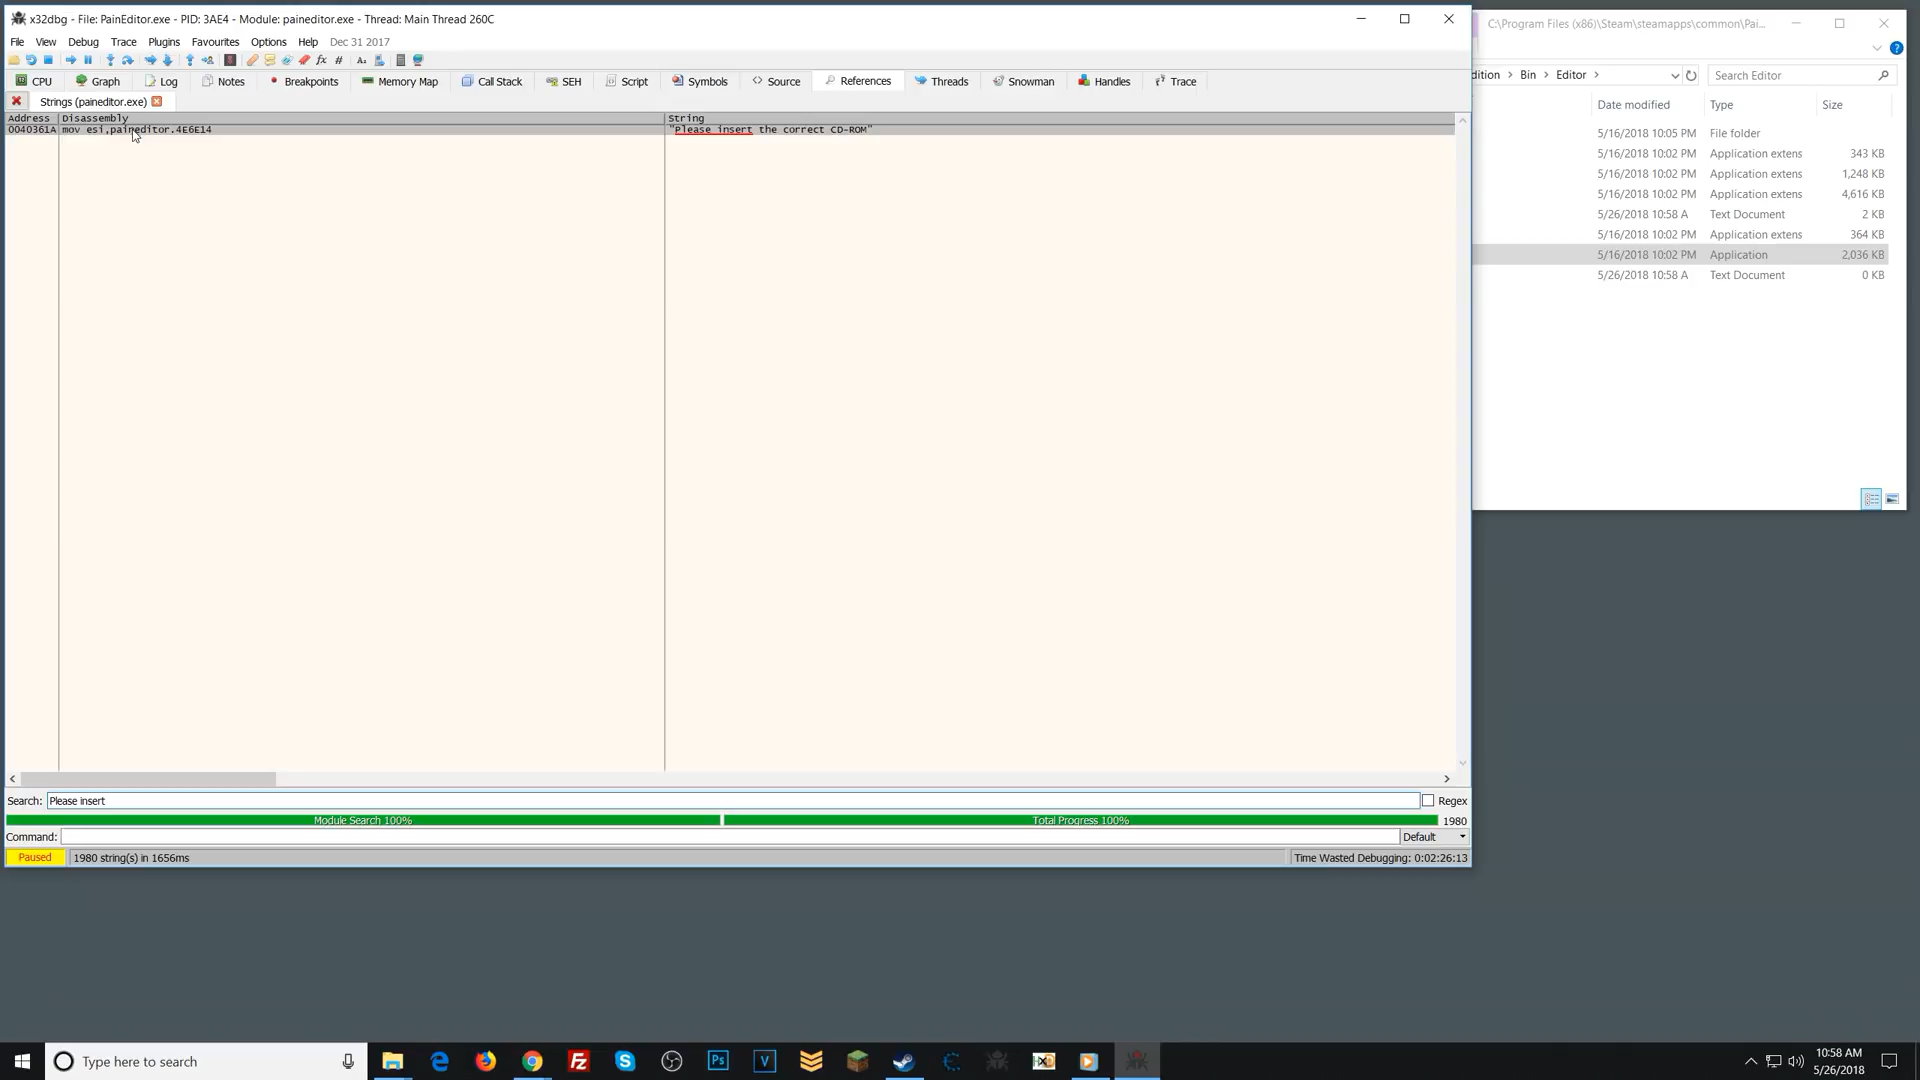 x32dbg - File: PainEditor.exe - PID: 3AE4 - Module: paineditor.exe - Thread: Main Thread 260C
C:\Program Files (x86)\Steam\steamapps\common\Pai...
File View Debug Trace Plugins Favourites Options Help Dec 31 2017
CPU Graph Log Notes Breakpoints Memory Map Call Stack SEH Script Symbols Source References Threads Snowman Handles Trace
dition > Bin > Editor > Search Editor
Strings (paineditor.exe)
Date modified Type Size
Address Disassembly String
0040361A mov esi,paineditor.4E6E14 "Please insert the correct CD-ROM"
5/16/2018 10:05 PM File folder
5/16/2018 10:02 PM Application extens 343 KB
5/16/2018 10:02 PM Application extens 1,248 KB
5/16/2018 10:02 PM Application extens 4,616 KB
5/26/2018 10:58 A Text Document 2 KB
5/16/2018 10:02 PM Application extens 364 KB
5/16/2018 10:02 PM Application 2,036 KB
5/26/2018 10:58 A Text Document 0 KB
Search: Please insert Regex
Module Search 100% Total Progress 100% 1980
Command: Default
Paused 1980 string(s) in 1656ms Time Wasted Debugging: 0:02:26:13
Type here to search
10:58 AM
5/26/2018